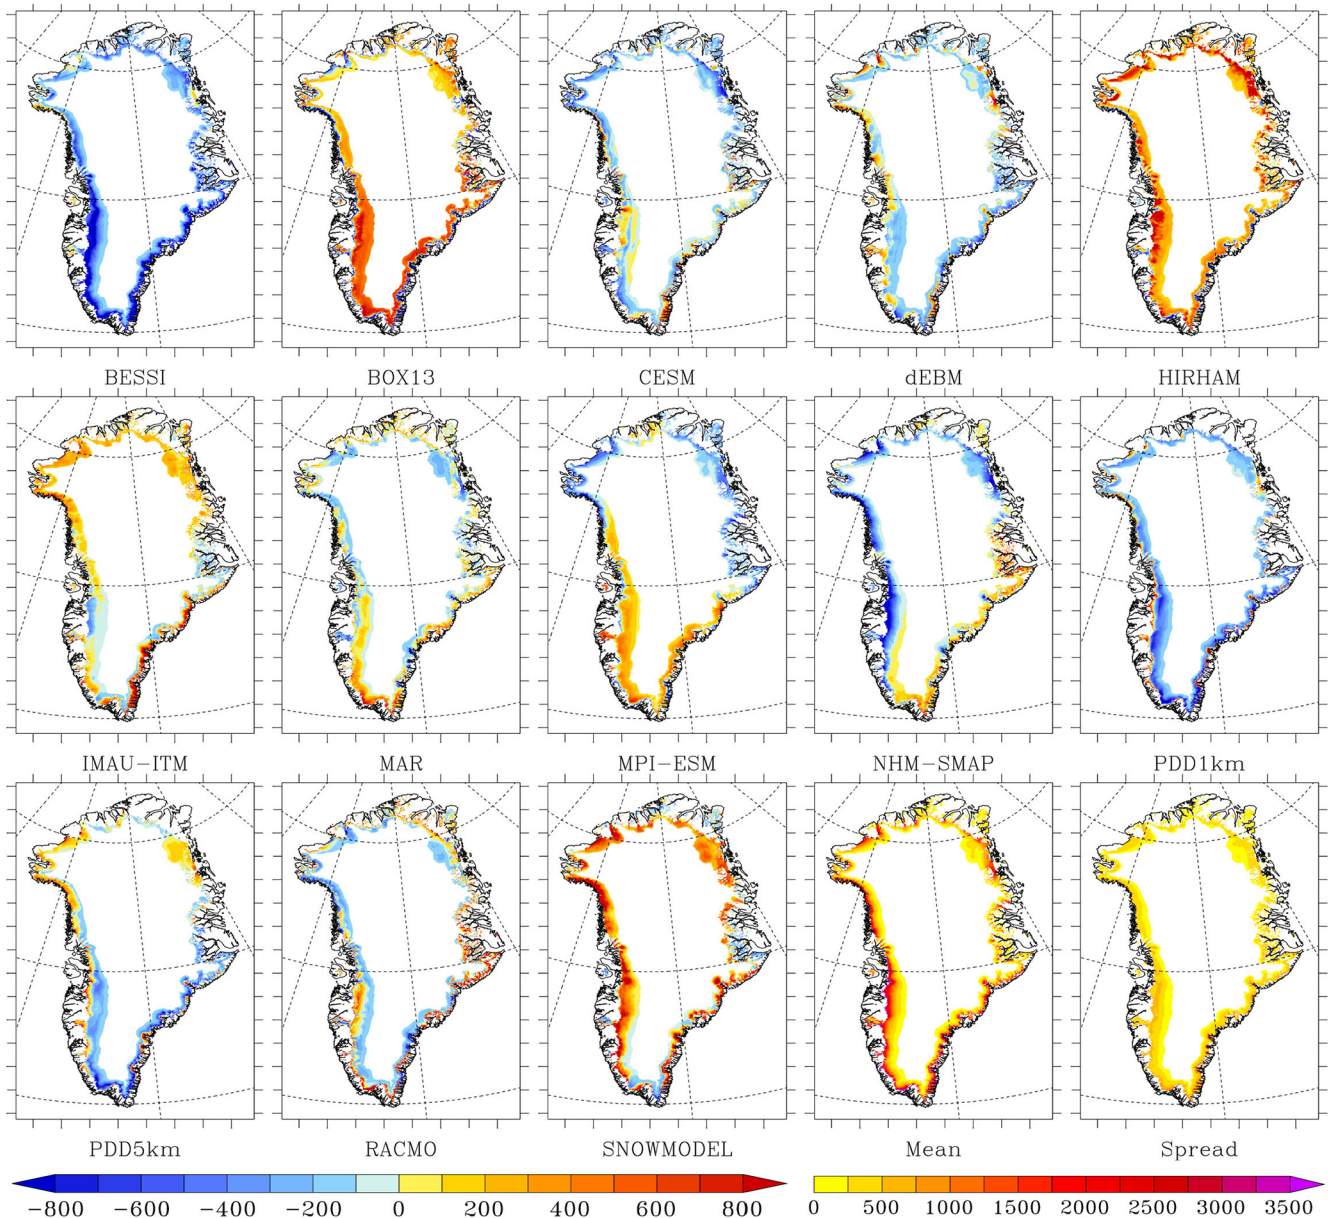 BESSI BOX13 CESM dEBM HIRHAM
IMAU-ITM MAR MPI-ESM NHM-SMAP PDD1km
PDD5km RACMO SNOWMODEL Mean Spread
-800 -600 -400 -200 0 200 400 600 800 0 500 1000 1500 2000 2500 3000 3500